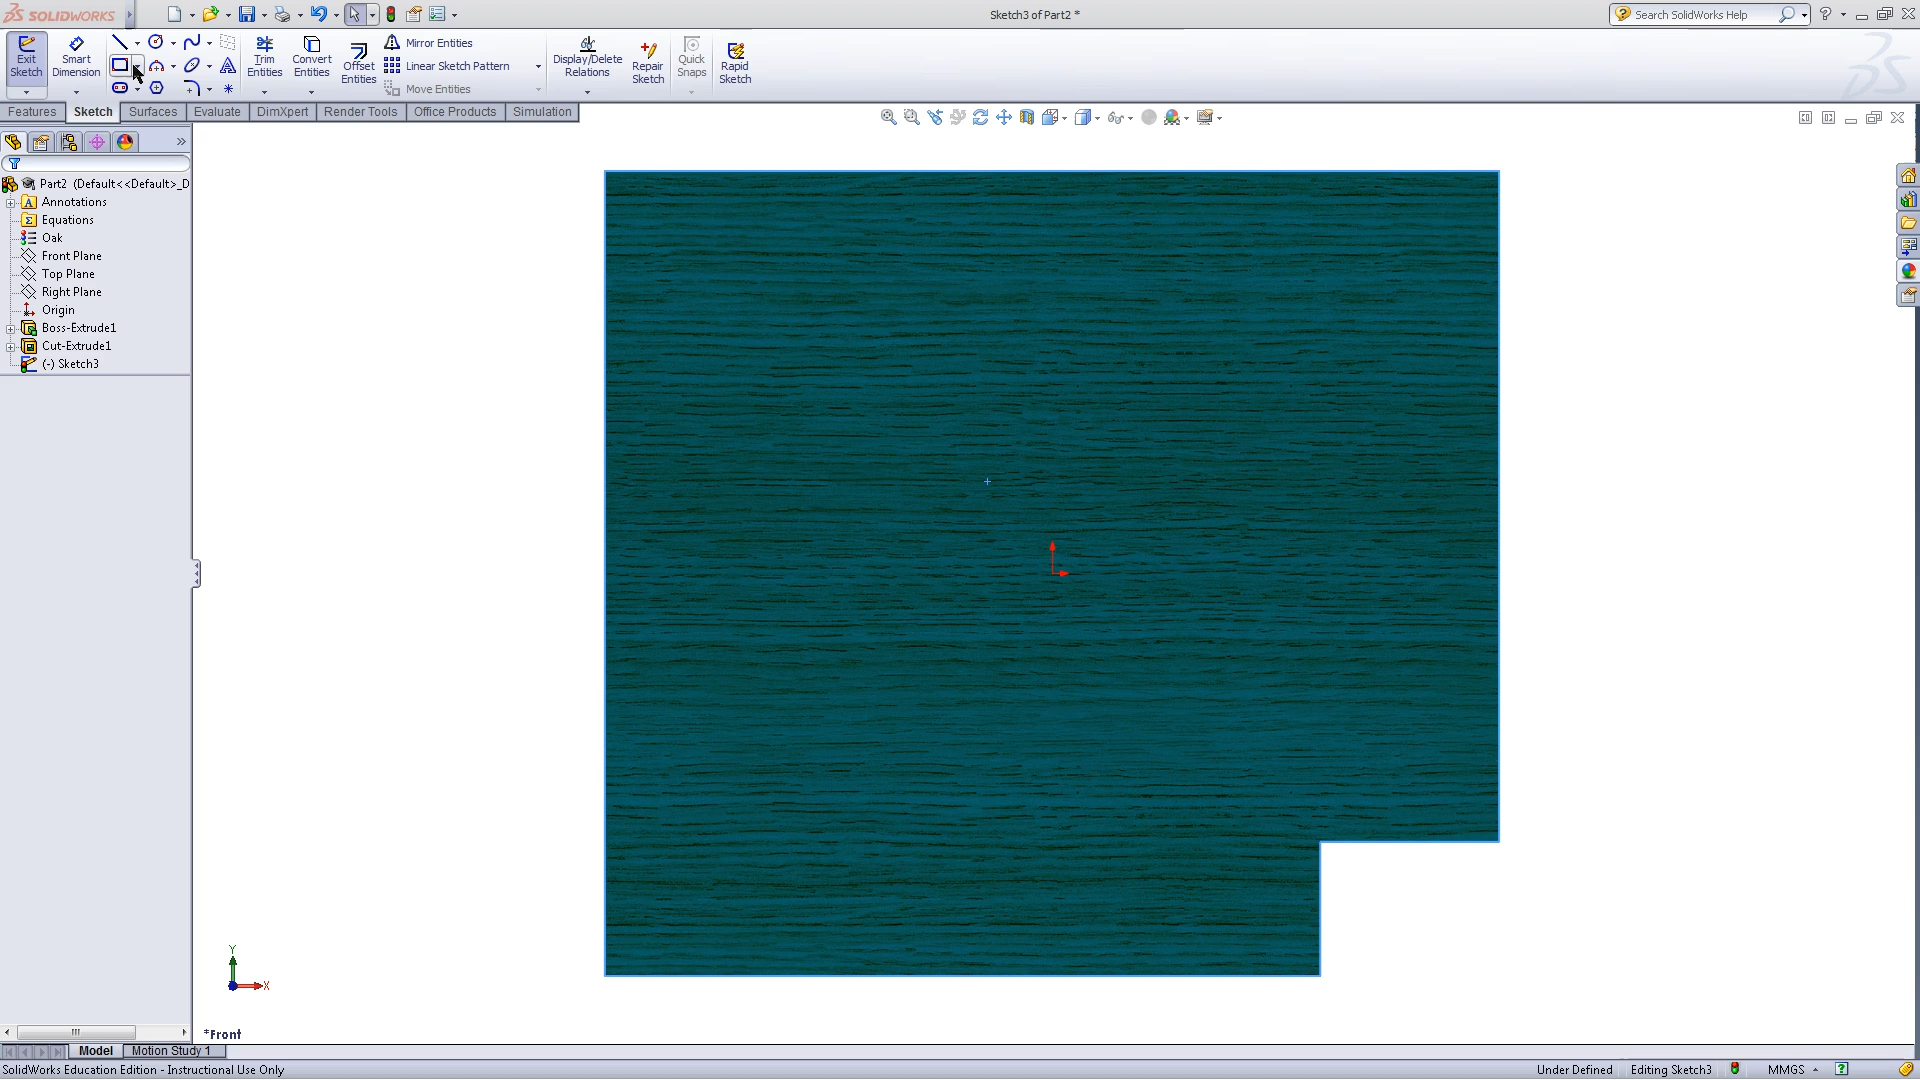 SOLIDWORKS
Sketch3 of Part2 *
Search SolidWorks Help
Exit Sketch
Smart Dimension
Trim Entities
Convert Entities
Offset Entities
Mirror Entities
Linear Sketch Pattern
Move Entities
Display/Delete Relations
Repair Sketch
Quick Snaps
Rapid Sketch
Features Sketch Surfaces Evaluate DimXpert Render Tools Office Products Simulation
Part2 (Default<<Default>_D
Annotations
Equations
Oak
Front Plane
Top Plane
Right Plane
Origin
Boss-Extrude1
Cut-Extrude1
(-) Sketch3
Y
X
*Front
Model Motion Study 1
SolidWorks Education Edition - Instructional Use Only
Under Defined Editing Sketch3 MMGS